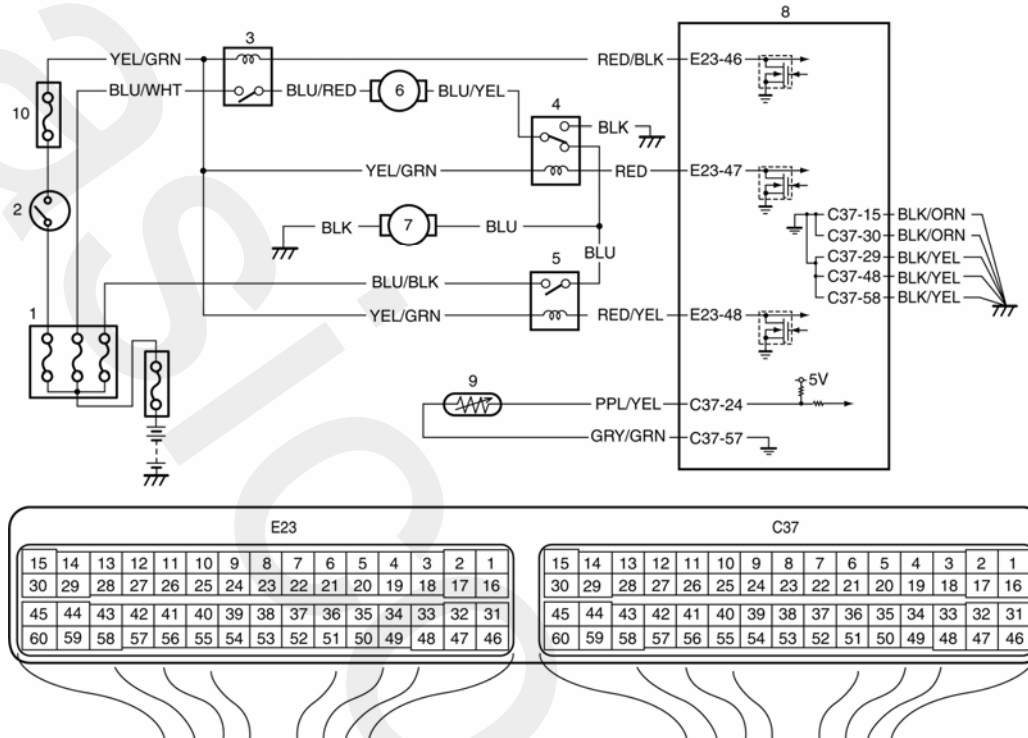 8
YEL/GRN 3 RED/BLK E23-46
BLU/WHT BLU/RED 6 BLU/YEL
10 4
BLK
YEL/GRN RED E23-47
2
C37-15 BLK/ORN
BLK 7 BLU C37-30 BLK/ORN
BLU C37-29 BLK/YEL
5 C37-48 BLK/YEL
BLU/BLK C37-58 BLK/YEL
1 YEL/GRN RED/YEL E23-48
9 5V
PPL/YEL C37-24
GRY/GRN C37-57
E23 C37
15 14 13 12 11 10 9 8 7 6 5 4 3 2 1 15 14 13 12 11 10 9 8 7 6 5 4 3 2 1
30 29 28 27 26 25 24 23 22 21 20 19 18 17 16 30 29 28 27 26 25 24 23 22 21 20 19 18 17 16
45 44 43 42 41 40 39 38 37 36 35 34 33 32 31 45 44 43 42 41 40 39 38 37 36 35 34 33 32 31
60 59 58 57 56 55 54 53 52 51 50 49 48 47 46 60 59 58 57 56 55 54 53 52 51 50 49 48 47 46